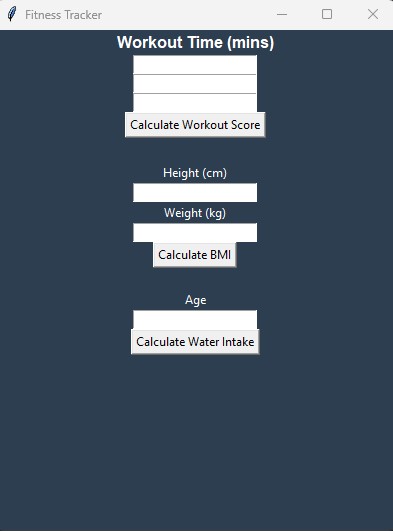 Fitness Tracker
Workout Time (mins)
Calculate Workout Score
Height (cm)
Weight (kg)
Calculate BMI
Age
Calculate Water Intake